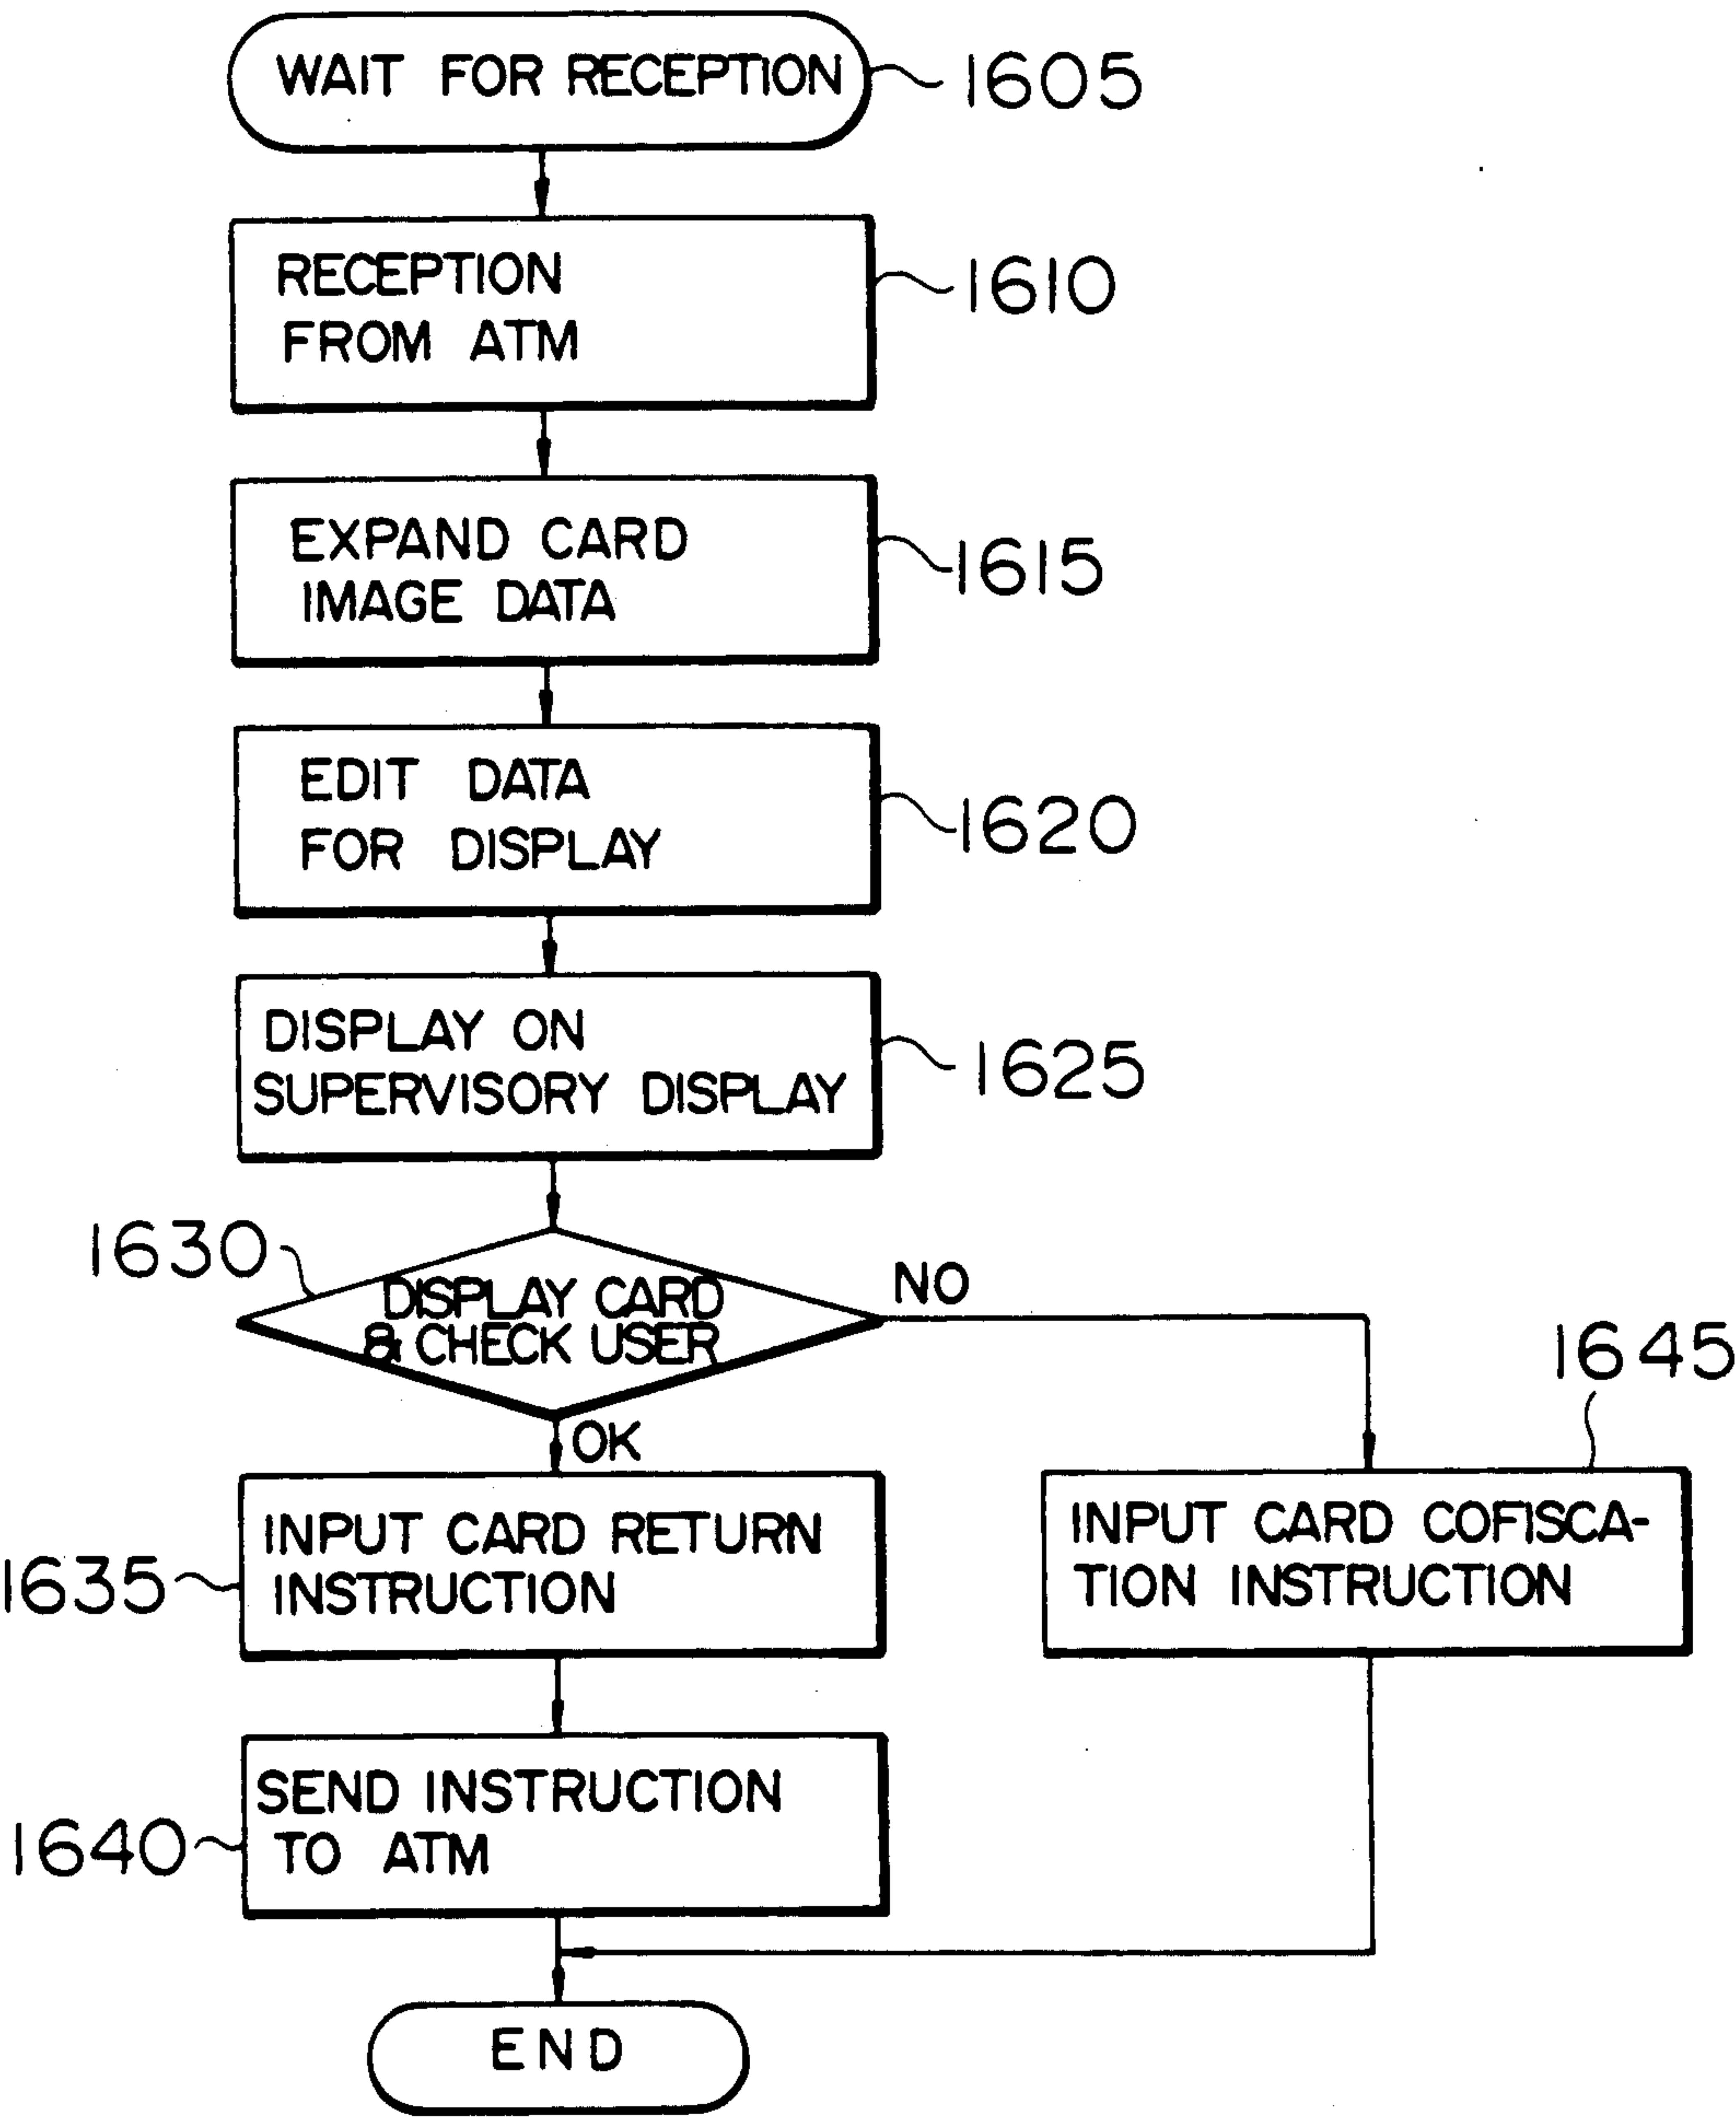 WAIT FOR RECEPTION
1605
RECEPTION
FROM ATM
1610
EXPAND CARD
IMAGE DATA
1615
EDIT DATA
FOR DISPLAY
1620
DISPLAY ON
SUPERVISORY DISPLAY
1625
1630
DISPLAY CARD
& CHECK USER
NO
OK
1645
INPUT CARD RETURN
INSTRUCTION
1635
INPUT CARD COFISCA-
TION INSTRUCTION
SEND INSTRUCTION
TO ATM
1640
END